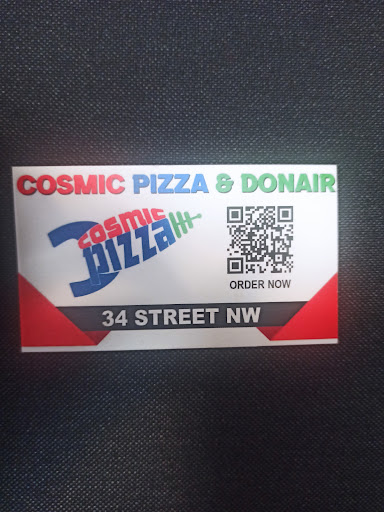 COSMIC PIZZA & DONAIR
COSMIC
PIZZA
ORDER NOW
34 STREET NW